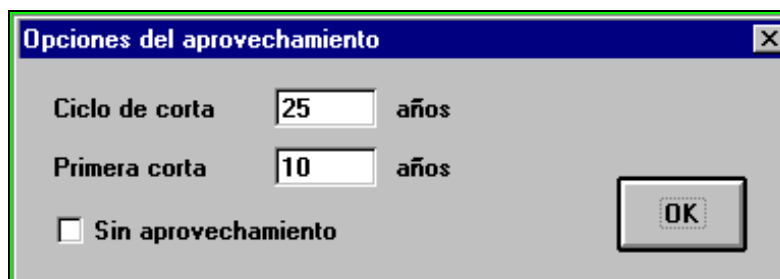 Opciones del aprovechamiento
Ciclo de corta 25 años
Primera corta 10 años
Sin aprovechamiento
OK